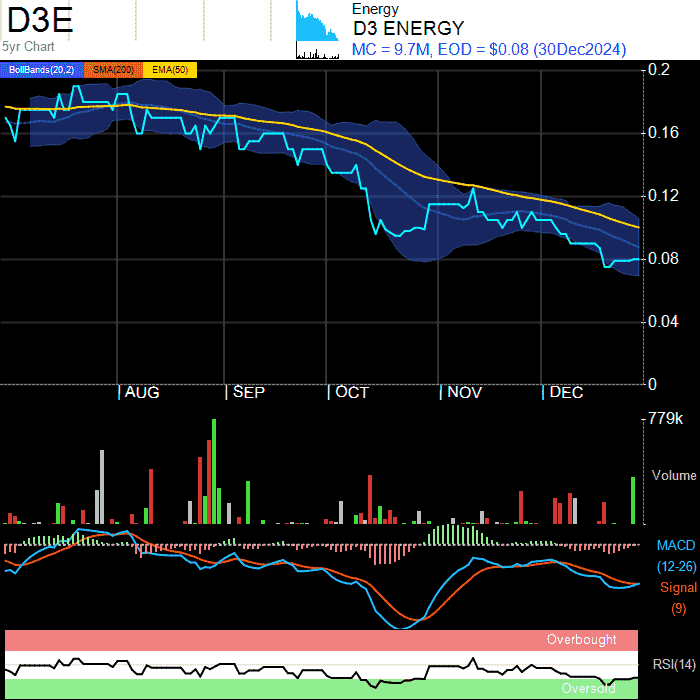 D3E
5yr Chart
Energy
D3 ENERGY
MC = 9.7M, EOD = $0.08 (30Dec2024)
BollBands(20,2) SMA(200) EMA(50)
0.2
0.16
0.12
0.08
0.04
0
AUG SEP OCT NOV DEC
779k
Volume
MACD
(12-26)
Signal
(9)
Overbought
RSI(14)
Oversold